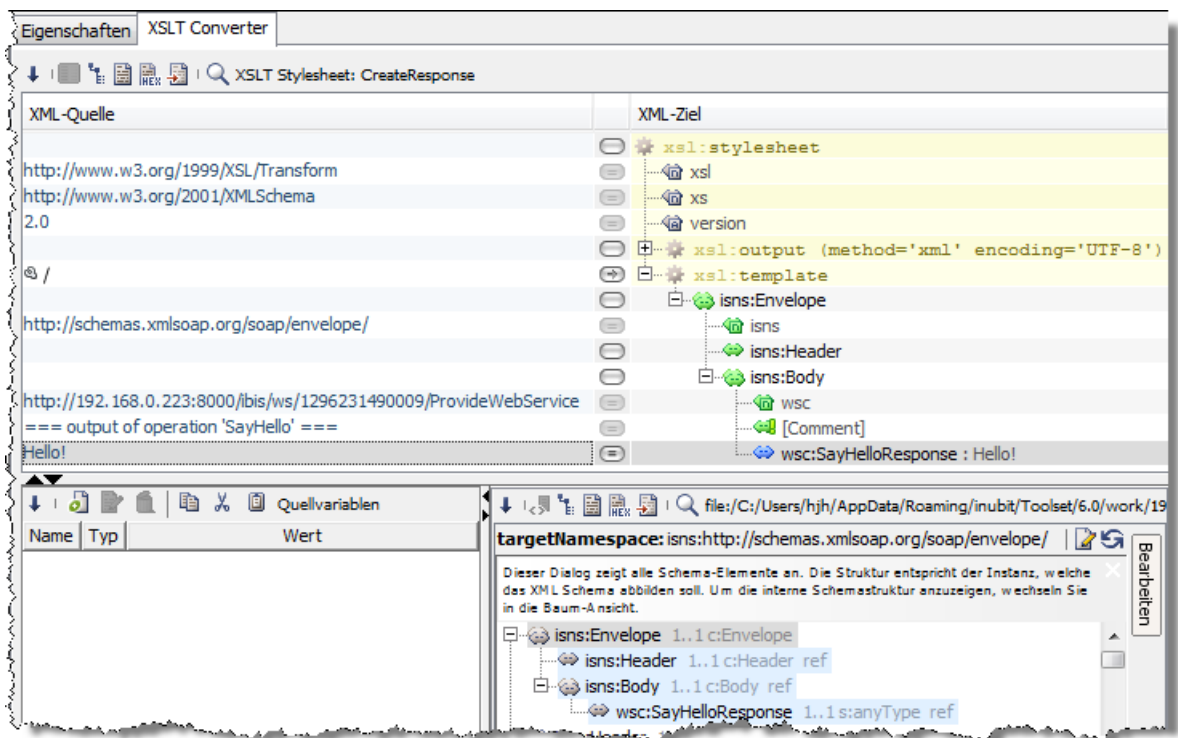 Eigenschaften XSLT Converter
HEX XSLT Stylesheet: CreateResponse
XML-Quelle XML-Ziel
xsl:stylesheet
http://www.w3.org/1999/XSL/Transform xsl
http://www.w3.org/2001/XMLSchema xs
2.0 version
xsl:output (method='xml' encoding='UTF-8')
/ xsl:template
isns:Envelope
http://schemas.xmlsoap.org/soap/envelope/ isns
isns:Header
isns:Body
http://192.168.0.223:8000/ibis/ws/1296231490009/ProvideWebService wsc
=== output of operation 'SayHello' === [Comment]
Hello! wsc:SayHelloResponse : Hello!
Quellvariablen
Name Typ Wert
HEX file:/C:/Users/hjh/AppData/Roaming/inubit/Toolset/6.0/work/19
targetNamespace: isns:http://schemas.xmlsoap.org/soap/envelope/
Bearbeiten
Dieser Dialog zeigt alle Schema-Elemente an. Die Struktur entspricht der Instanz, welche
das XML Schema abbilden soll. Um die interne Schemastruktur anzuzeigen, wechseln Sie
in die Baum-Ansicht.
isns:Envelope 1..1 c:Envelope
isns:Header 1..1 c:Header ref
isns:Body 1..1 c:Body ref
wsc:SayHelloResponse 1..1 s:anyType ref